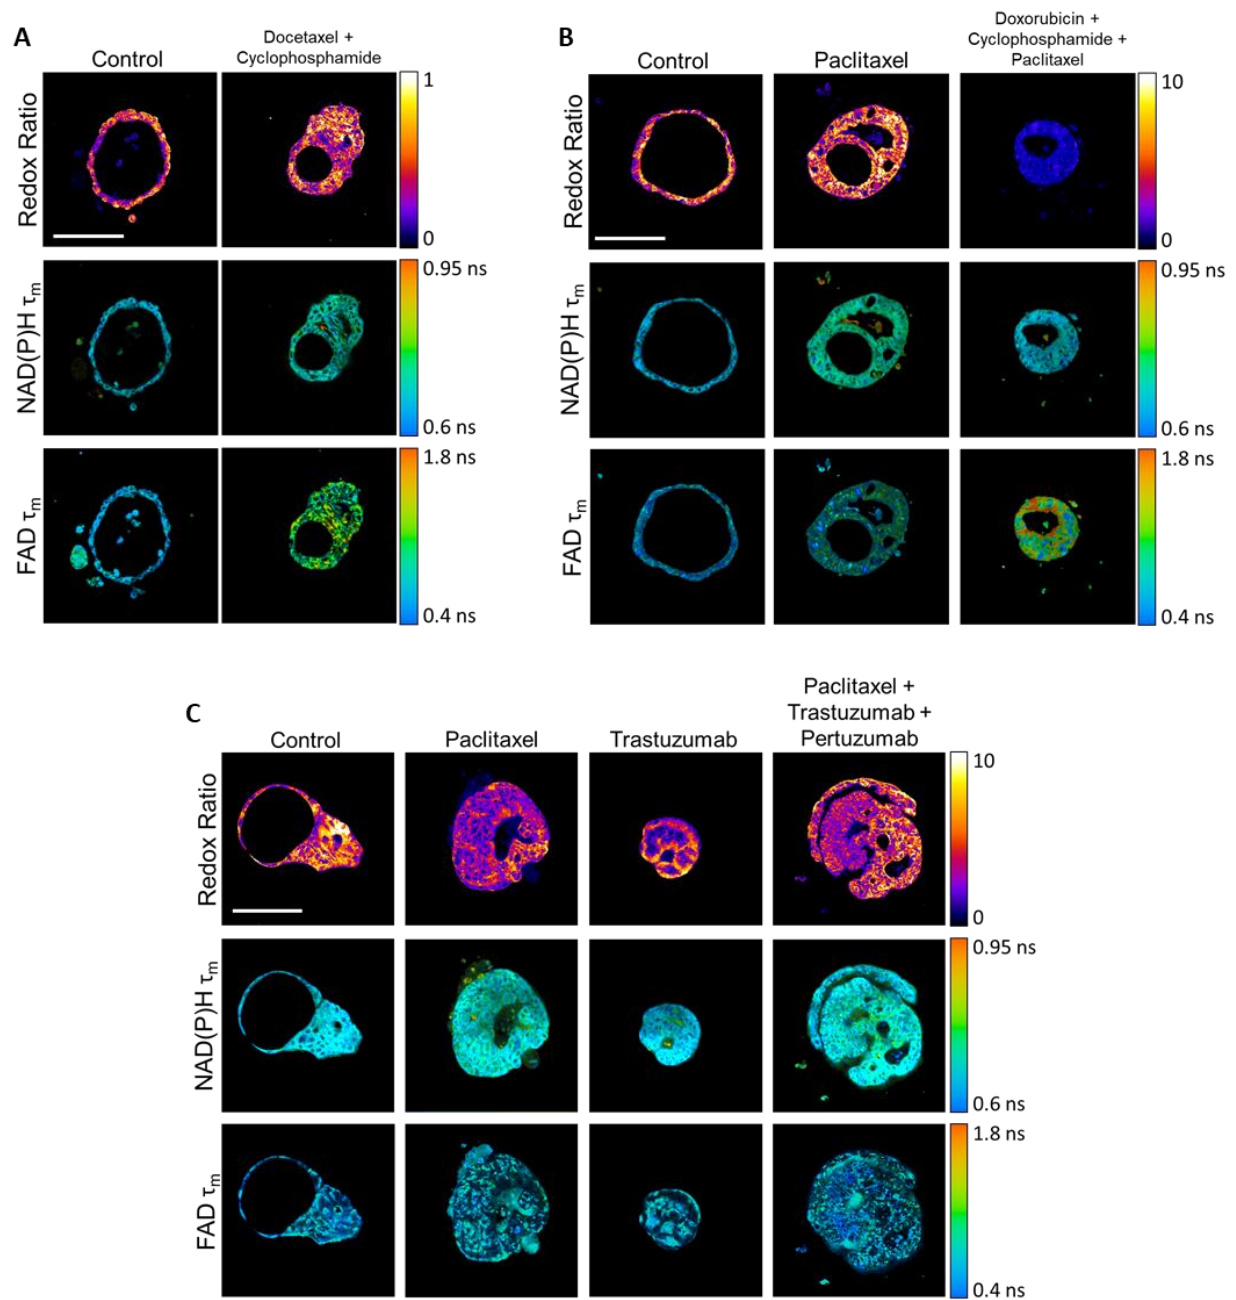 A
Control
Docetaxel +
Cyclophosphamide
Redox Ratio
1
0
NAD(P)H τm
0.95 ns
0.6 ns
FAD τm
1.8 ns
0.4 ns
B
Control
Paclitaxel
Doxorubicin +
Cyclophosphamide +
Paclitaxel
Redox Ratio
10
0
NAD(P)H τm
0.95 ns
0.6 ns
FAD τm
1.8 ns
0.4 ns
C
Control
Paclitaxel
Trastuzumab
Paclitaxel +
Trastuzumab +
Pertuzumab
Redox Ratio
10
0
NAD(P)H τm
0.95 ns
0.6 ns
FAD τm
1.8 ns
0.4 ns